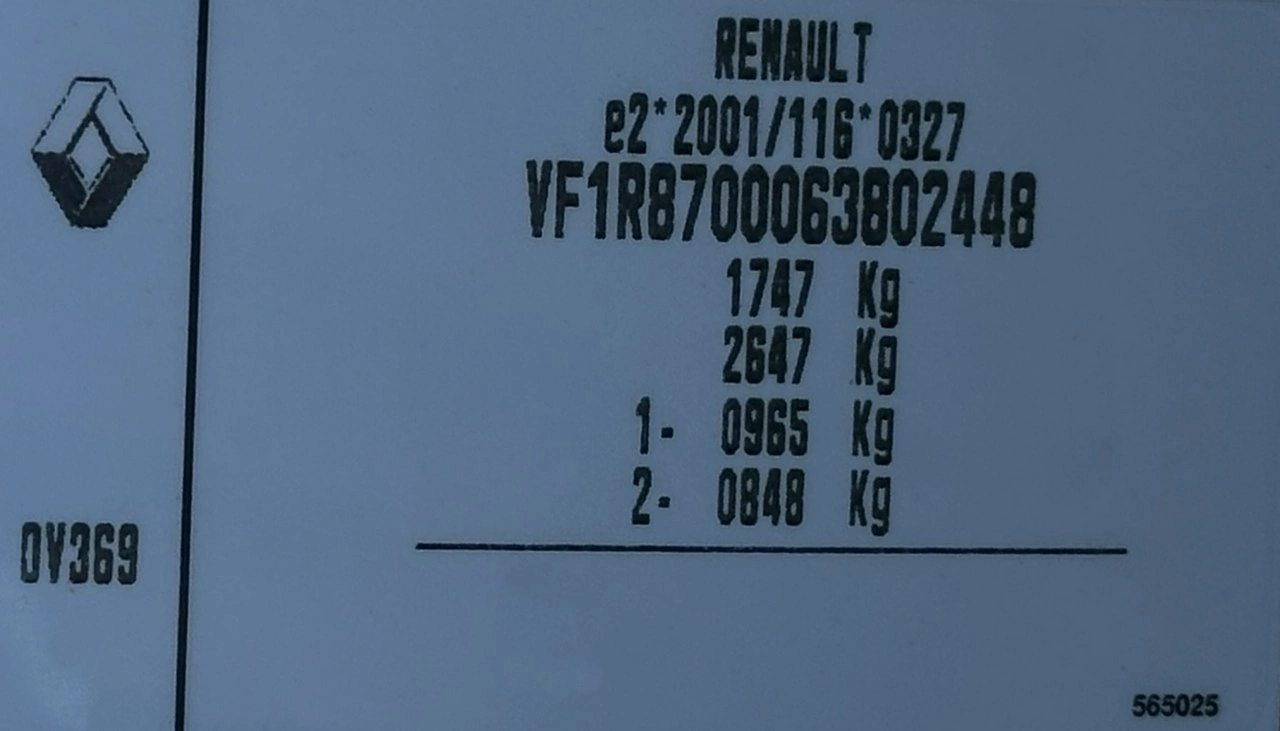 RENAULT
e2*2001/116*0327
VF1R8700063802448
1747 Kg
2647 Kg
1- 0965 Kg
2- 0848 Kg
0V369
565025